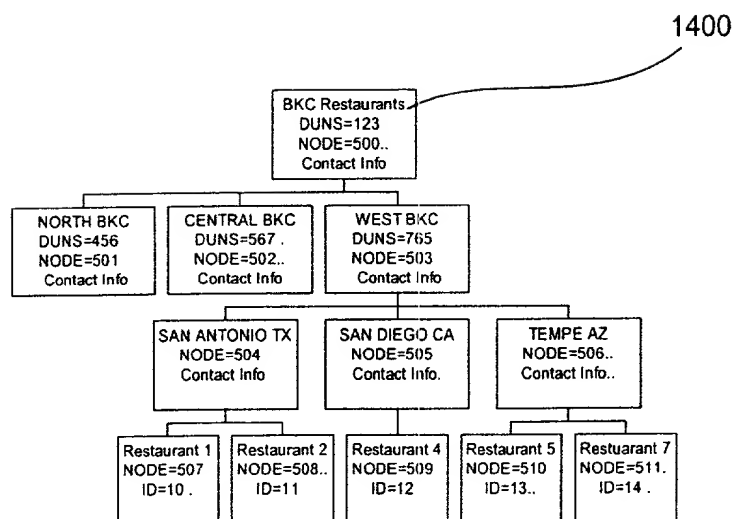 1400
BKC Restaurants
DUNS=123
NODE=500..
Contact Info
NORTH BKC
DUNS=456
NODE=501
Contact Info
CENTRAL BKC
DUNS=567 .
NODE=502..
Contact Info
WEST BKC
DUNS=765
NODE=503
Contact Info
SAN ANTONIO TX
NODE=504
Contact Info
SAN DIEGO CA
NODE=505
Contact Info.
TEMPE AZ
NODE=506..
Contact Info..
Restaurant 1
NODE=507
ID=10 .
Restaurant 2
NODE=508..
ID=11
Restaurant 4
NODE=509
ID=12
Restaurant 5
NODE=510
ID=13..
Restuarant 7
NODE=511.
ID=14 .